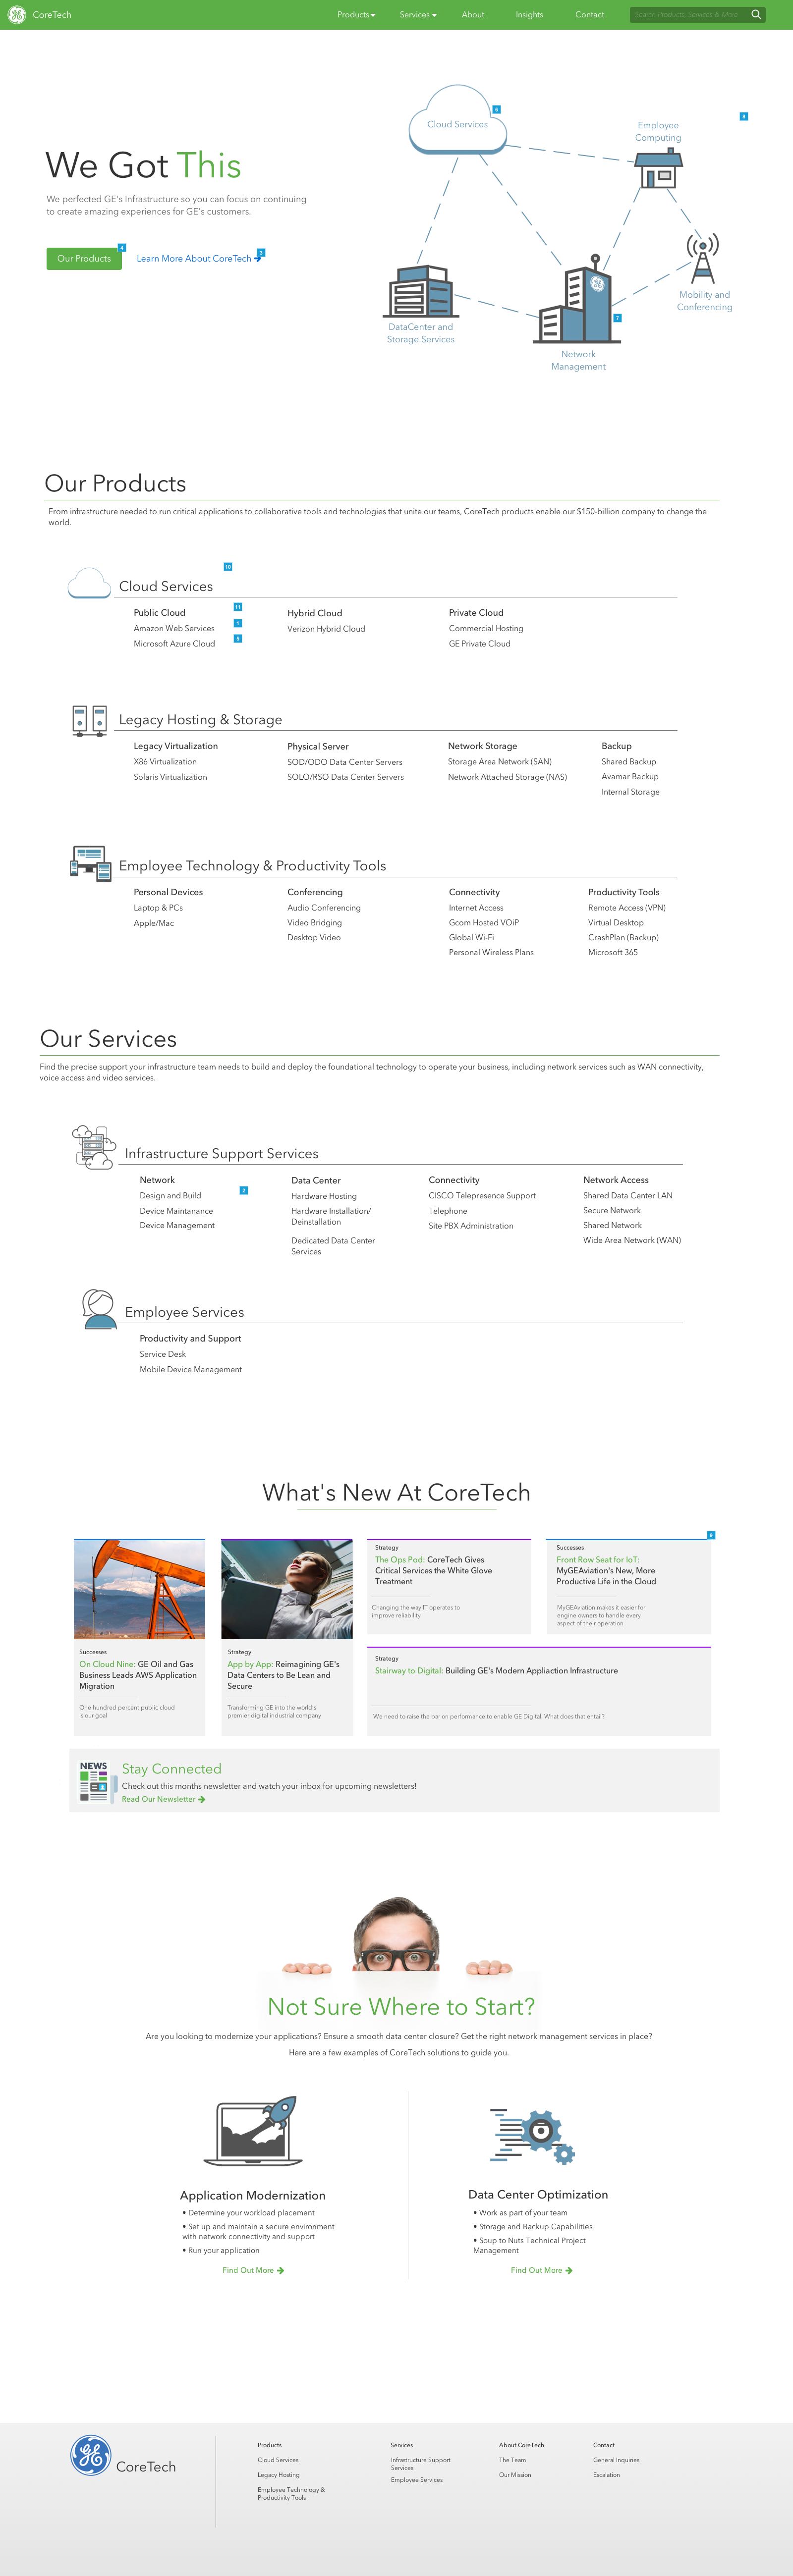 CoreTech
Products
Services
About
Insights
Contact
Search Products, Services & More
We Got This
We perfected GE's Infrastructure so you can focus on continuing
to create amazing experiences for GE's customers.
4
3
Our Products
Learn More About CoreTech
6
8
Cloud Services
Employee
Computing
Mobility and
Conferencing
7
DataCenter and
Storage Services
Network
Management
Our Products
From infrastructure needed to run critical applications to collaborative tools and technologies that unite our teams, CoreTech products enable our $150-billion company to change the
world.
10
Cloud Services
Public Cloud
11
Amazon Web Services
1
Microsoft Azure Cloud
5
Hybrid Cloud
Verizon Hybrid Cloud
Private Cloud
Commercial Hosting
GE Private Cloud
Legacy Hosting & Storage
Legacy Virtualization
X86 Virtualization
Solaris Virtualization
Physical Server
SOD/ODO Data Center Servers
SOLO/RSO Data Center Servers
Network Storage
Storage Area Network (SAN)
Network Attached Storage (NAS)
Backup
Shared Backup
Avamar Backup
Internal Storage
Employee Technology & Productivity Tools
Personal Devices
Laptop & PCs
Apple/Mac
Conferencing
Audio Conferencing
Video Bridging
Desktop Video
Connectivity
Internet Access
Gcom Hosted VOiP
Global Wi-Fi
Personal Wireless Plans
Productivity Tools
Remote Access (VPN)
Virtual Desktop
CrashPlan (Backup)
Microsoft 365
Our Services
Find the precise support your infrastructure team needs to build and deploy the foundational technology to operate your business, including network services such as WAN connectivity,
voice access and video services.
Infrastructure Support Services
Network
Design and Build
2
Device Maintanance
Device Management
Data Center
Hardware Hosting
Hardware Installation/
Deinstallation
Dedicated Data Center
Services
Connectivity
CISCO Telepresence Support
Telephone
Site PBX Administration
Network Access
Shared Data Center LAN
Secure Network
Shared Network
Wide Area Network (WAN)
Employee Services
Productivity and Support
Service Desk
Mobile Device Management
What's New At CoreTech
9
Successes
On Cloud Nine: GE Oil and Gas
Business Leads AWS Application
Migration
One hundred percent public cloud
is our goal
Strategy
App by App: Reimagining GE's
Data Centers to Be Lean and
Secure
Transforming GE into the world's
premier digital industrial company
Strategy
The Ops Pod: CoreTech Gives
Critical Services the White Glove
Treatment
Changing the way IT operates to
improve reliability
Successes
Front Row Seat for IoT:
MyGEAviation's New, More
Productive Life in the Cloud
MyGEAviation makes it easier for
engine owners to handle every
aspect of their operation
Strategy
Stairway to Digital: Building GE's Modern Appliaction Infrastructure
We need to raise the bar on performance to enable GE Digital. What does that entail?
NEWS
Stay Connected
Check out this months newsletter and watch your inbox for upcoming newsletters!
Read Our Newsletter
Not Sure Where to Start?
Are you looking to modernize your applications? Ensure a smooth data center closure? Get the right network management services in place?
Here are a few examples of CoreTech solutions to guide you.
Application Modernization
• Determine your workload placement
• Set up and maintain a secure environment
with network connectivity and support
• Run your application
Find Out More
Data Center Optimization
• Work as part of your team
• Storage and Backup Capabilities
• Soup to Nuts Technical Project
Management
Find Out More
CoreTech
Products
Cloud Services
Legacy Hosting
Employee Technology &
Productivity Tools
Services
Infrastructure Support
Services
Employee Services
About CoreTech
The Team
Our Mission
Contact
General Inquiries
Escalation